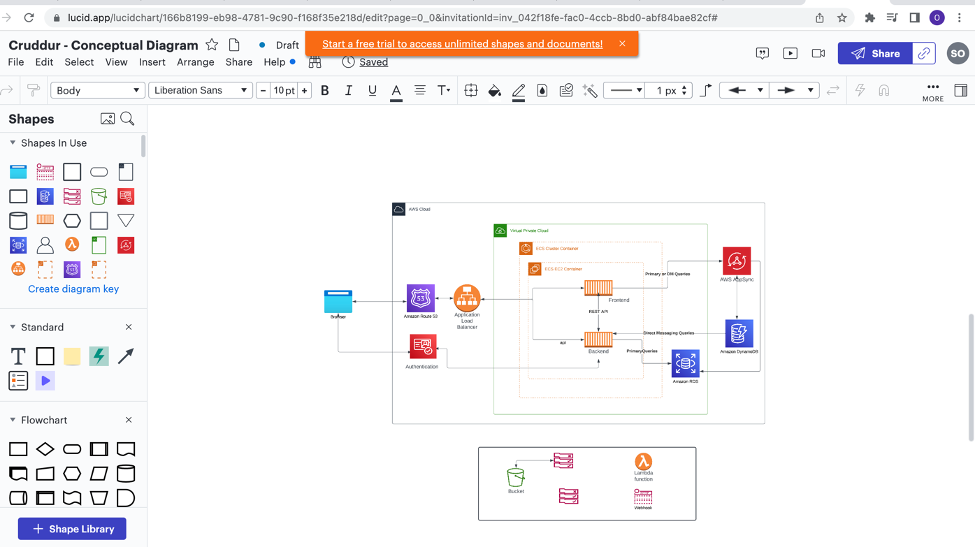 lucid.app/lucidchart/166b8199-eb98-4781-9c90-f168f35e218d/edit?page=0_0&invitationId=inv_042f18fe-fac0-4ccb-8bd0-abf84bae82cf#
O
Cruddur - Conceptual Diagram
Draft
Start a free trial to access unlimited shapes and documents!
Share
SO
File Edit Select View Insert Arrange Share Help Saved
Body
Liberation Sans
10 pt
B I U A T
1 px
MORE
Shapes
Shapes In Use
Create diagram key
Standard
T
Flowchart
Shape Library
AWS Cloud
Virtual Private Cloud
ECS Cluster Container
ECS-EC2 Container
Primary or DM Queries
AWS AppSync
Browser
Amazon Route 53
Application
Load
Balancer
Frontend
REST API
Direct Messaging Queries
api
Backend
PrimaryQueries
Amazon DynamoDB
Authentication
Amazon RDS
Bucket
Lambda
function
Webhook